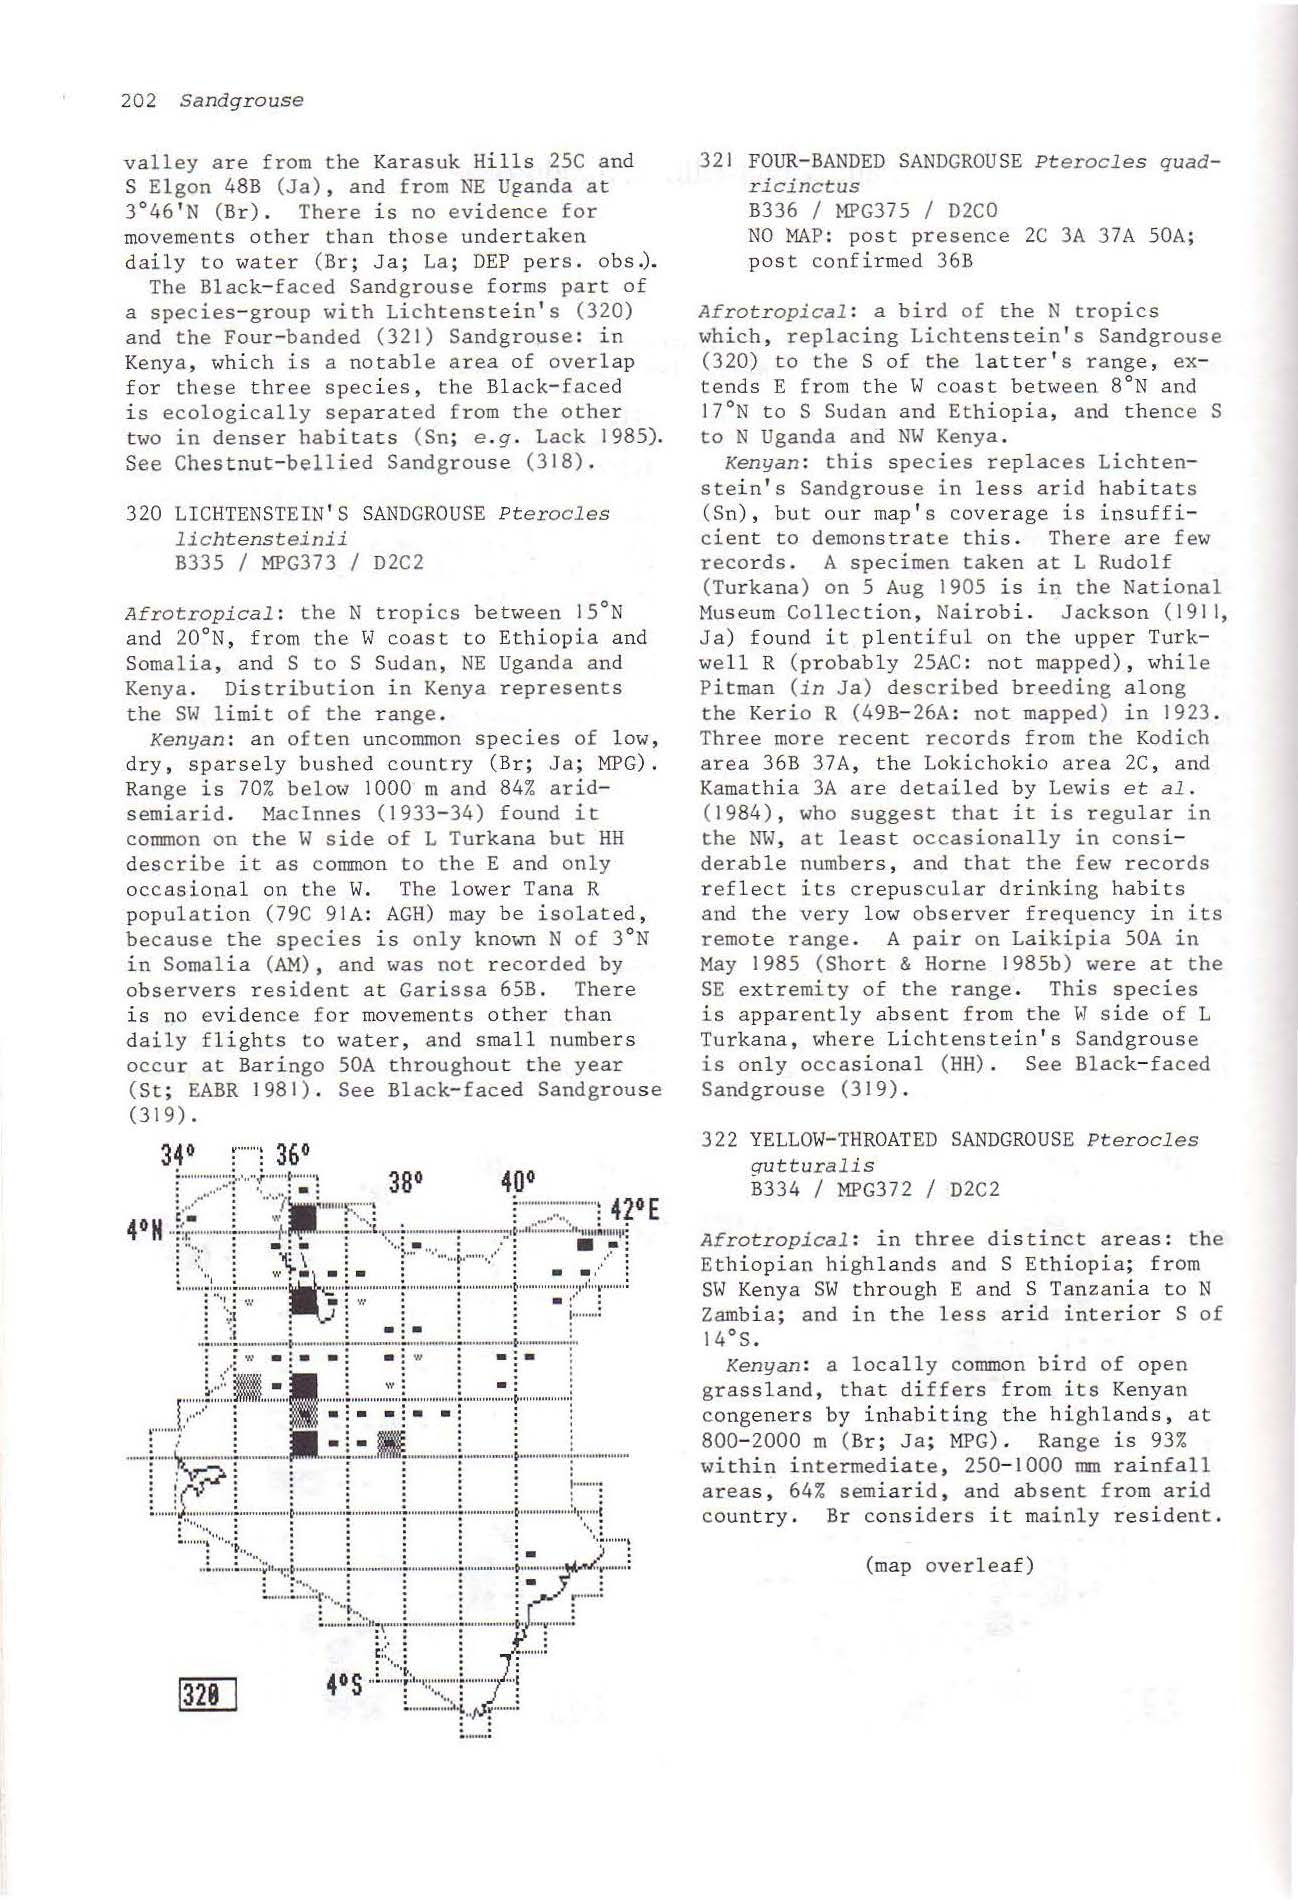 202 Sandgrouse
valley are from the Karasuk Hills 25C and
S Elgon 48B (Ja), and from NE Uganda at
3°46'N (Br). There is no evidence for
movements other than those undertaken
daily to water (Br; Ja; La; DEP pers. obs.).
The Black-faced Sandgrouse forms part of
a species-group with Lichtenstein's (320)
and the Four-banded (321) Sandgrouse: in
Kenya, which is a notable area of overlap
for these three species, the Black-faced
is ecologically separated from the other
two in denser habitats (Sn; e.g. Lack 1985).
See Chestnut-bellied Sandgrouse (318).
320 LICHTENSTEIN'S SANDGROUSE Pterocles
lichtensteinii
B335 / MPG373 / D2C2
Afrotropical: the N tropics between 15°N
and 20°N, from the W coast to Ethiopia and
Somalia, and S to S Sudan, NE Uganda and
Kenya. Distribution in Kenya represents
the SW limit of the range.
Kenyan: an often uncommon species of low,
dry, sparsely bushed country (Br; Ja; MPG).
Range is 70% below 1000 m and 84% arid-
semiarid. MacInnes (1933-34) found it
common on the W side of L Turkana but HH
describe it as common to the E and only
occasional on the W. The lower Tana R
population (79C 91A: AGH) may be isolated,
because the species is only known N of 3°N
in Somalia (AM), and was not recorded by
observers resident at Garissa 65B. There
is no evidence for movements other than
daily flights to water, and small numbers
occur at Baringo 50A throughout the year
(St; EABR 1981). See Black-faced Sandgrouse
(319).
34° 36°
38° 40°
42°E
4°N
4°S
320
321 FOUR-BANDED SANDGROUSE Pterocles quad-
ricinctus
B336 / MPG375 / D2C0
NO MAP: post presence 2C 3A 37A 50A;
post confirmed 36B
Afrotropical: a bird of the N tropics
which, replacing Lichtenstein's Sandgrouse
(320) to the S of the latter's range, ex-
tends E from the W coast between 8°N and
17°N to S Sudan and Ethiopia, and thence S
to N Uganda and NW Kenya.
Kenyan: this species replaces Lichten-
stein's Sandgrouse in less arid habitats
(Sn), but our map's coverage is insuffi-
cient to demonstrate this. There are few
records. A specimen taken at L Rudolf
(Turkana) on 5 Aug 1905 is in the National
Museum Collection, Nairobi. Jackson (1911,
Ja) found it plentiful on the upper Turk-
well R (probably 25AC: not mapped), while
Pitman (in Ja) described breeding along
the Kerio R (49B-26A: not mapped) in 1923.
Three more recent records from the Kodich
area 36B 37A, the Lokichokio area 2C, and
Kamathia 3A are detailed by Lewis et al.
(1984), who suggest that it is regular in
the NW, at least occasionally in consi-
derable numbers, and that the few records
reflect its crepuscular drinking habits
and the very low observer frequency in its
remote range. A pair on Laikipia 50A in
May 1985 (Short & Horne 1985b) were at the
SE extremity of the range. This species
is apparently absent from the W side of L
Turkana, where Lichtenstein's Sandgrouse
is only occasional (HH). See Black-faced
Sandgrouse (319).
322 YELLOW-THROATED SANDGROUSE Pterocles
gutturalis
B334 / MPG372 / D2C2
Afrotropical: in three distinct areas: the
Ethiopian highlands and S Ethiopia; from
SW Kenya SW through E and S Tanzania to N
Zambia; and in the less arid interior S of
14°S.
Kenyan: a locally common bird of open
grassland, that differs from its Kenyan
congeners by inhabiting the highlands, at
800-2000 m (Br; Ja; MPG). Range is 93%
within intermediate, 250-1000 mm rainfall
areas, 64% semiarid, and absent from arid
country. Br considers it mainly resident.
(map overleaf)